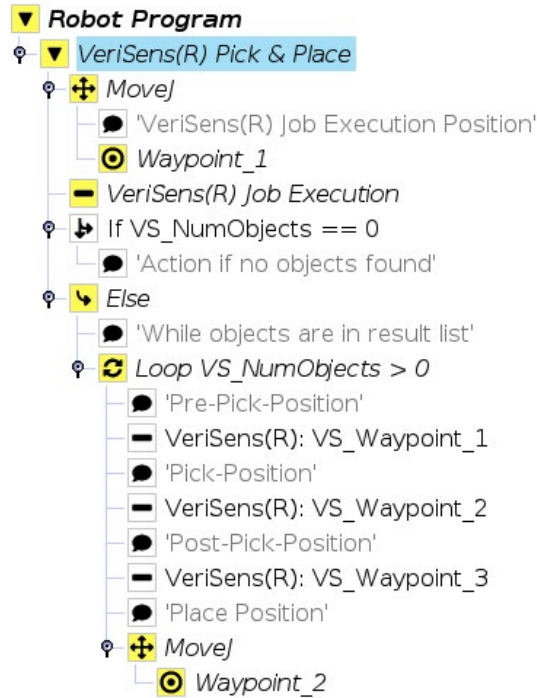 Robot Program
VeriSens(R) Pick & Place
MoveJ
'VeriSens(R) Job Execution Position'
Waypoint_1
VeriSens(R) Job Execution
If VS_NumObjects == 0
'Action if no objects found'
Else
'While objects are in result list'
Loop VS_NumObjects > 0
'Pre-Pick-Position'
VeriSens(R): VS_Waypoint_1
'Pick-Position'
VeriSens(R): VS_Waypoint_2
'Post-Pick-Position'
VeriSens(R): VS_Waypoint_3
'Place Position'
MoveJ
Waypoint_2